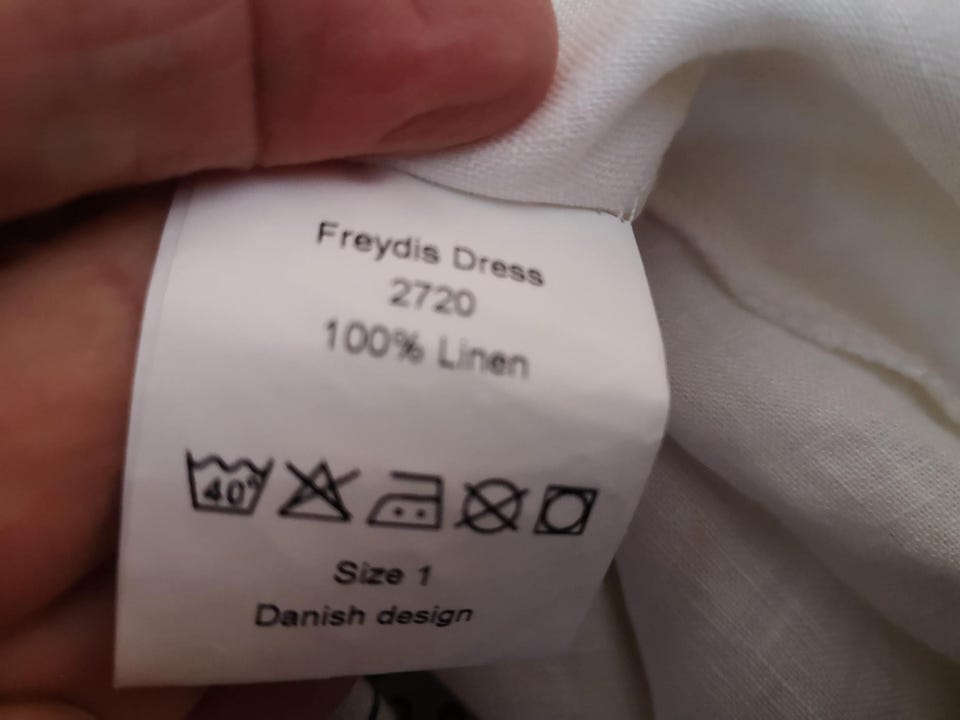 Freydis Dress
2720
100% Linen
40°
Size 1
Danish design